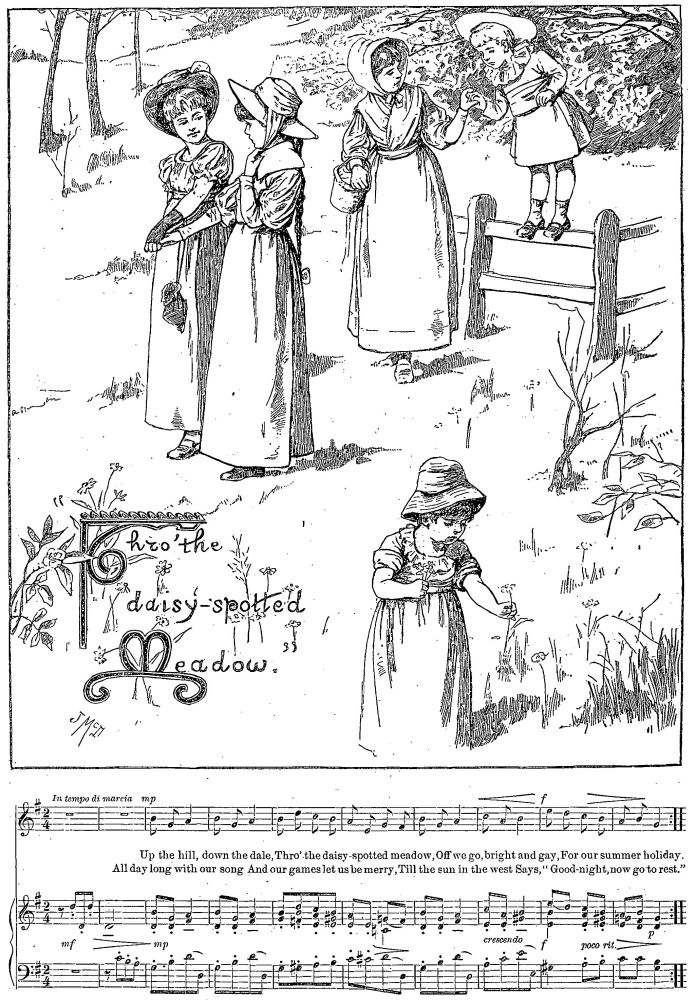 "Thro' the
daisy-spotted
Meadow."
J McD
In tempo di marcia mp
f
Up the hill, down the dale, Thro' the daisy-spotted meadow, Off we go, bright and gay, For our summer holiday.
All day long with our song And our games let us be merry, Till the sun in the west Says, "Good-night, now go to rest."
mf mp crescendo f poco rit. p